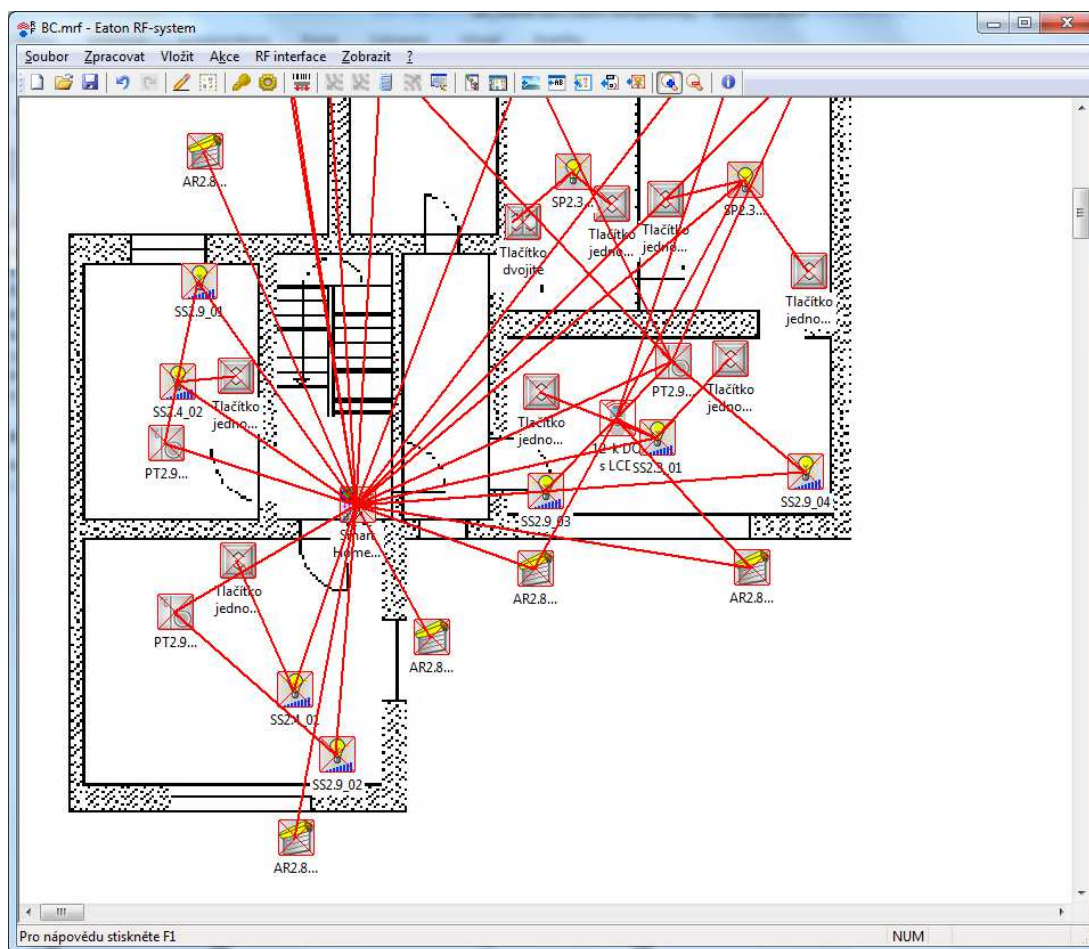 BC.mrf - Eaton RF-system
Soubor Zpracovat Vložit Akce RF interface Zobrazit ?
AR2.8...
SP2.3...
SP2.3...
Tlačítko
dvojité
Tlačítko
jedno...
Tlačítko
jedno...
Tlačítko
jedno...
SS2.9_01
SS2.4_02
Tlačítko
jedno...
PT2.9...
PT2.9...
Tlačítko
jedno...
Tlačítko
jedno...
s LCD
SS2.3_01
SS2.9_03
SS2.9_04
Smart
Home...
AR2.8...
AR2.8...
Tlačítko
jedno...
PT2.9...
AR2.8...
SS2.9_02
AR2.8...
Pro nápovědu stiskněte F1
NUM